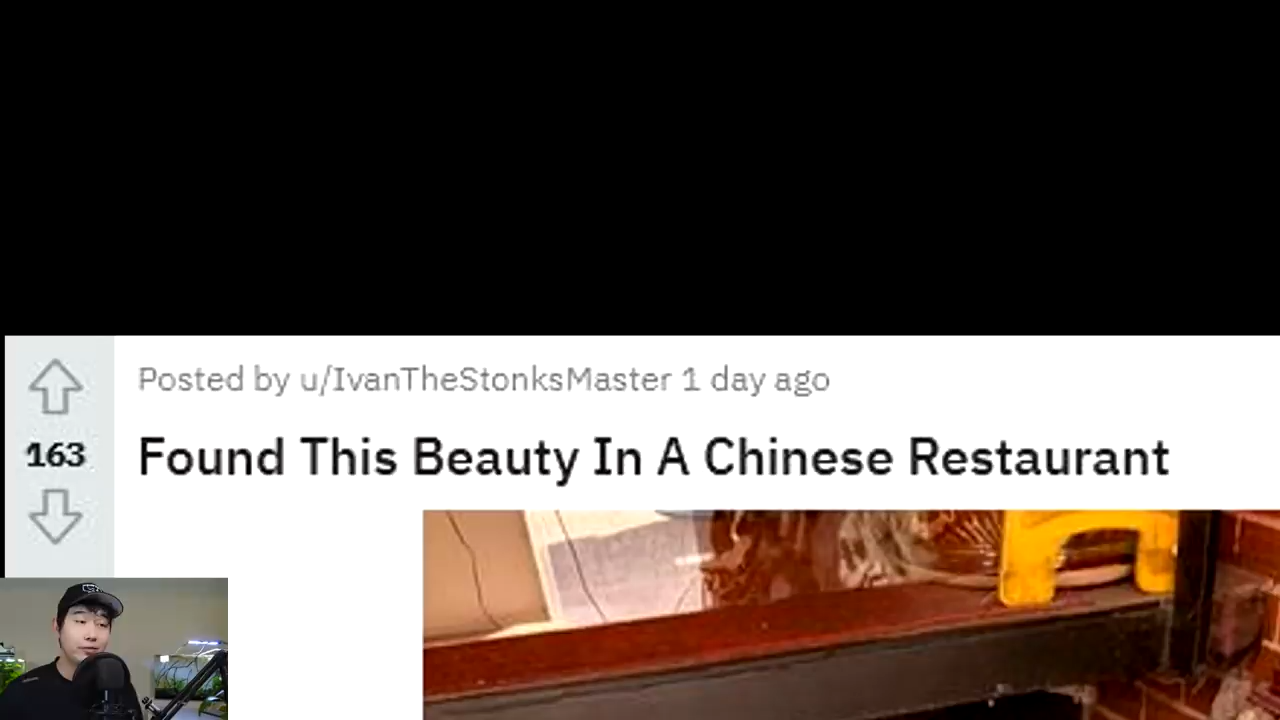 Posted by u/IvanTheStonksMaster 1 day ago
163
Found This Beauty In A Chinese Restaurant